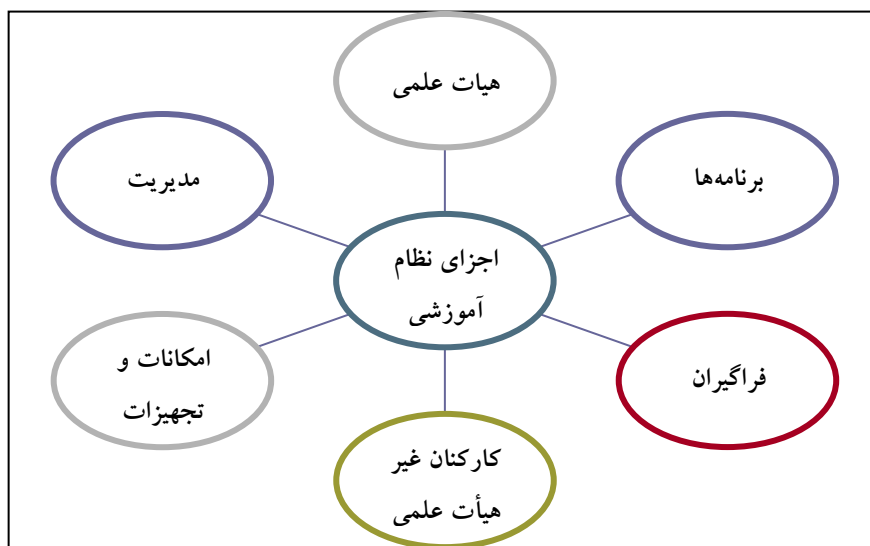 هیات علمی
برنامه‌ها
مدیریت
اجزای نظام
آموزشی
فراگیران
امکانات و
تجهیزات
کارکنان غیر
هیأت علمی